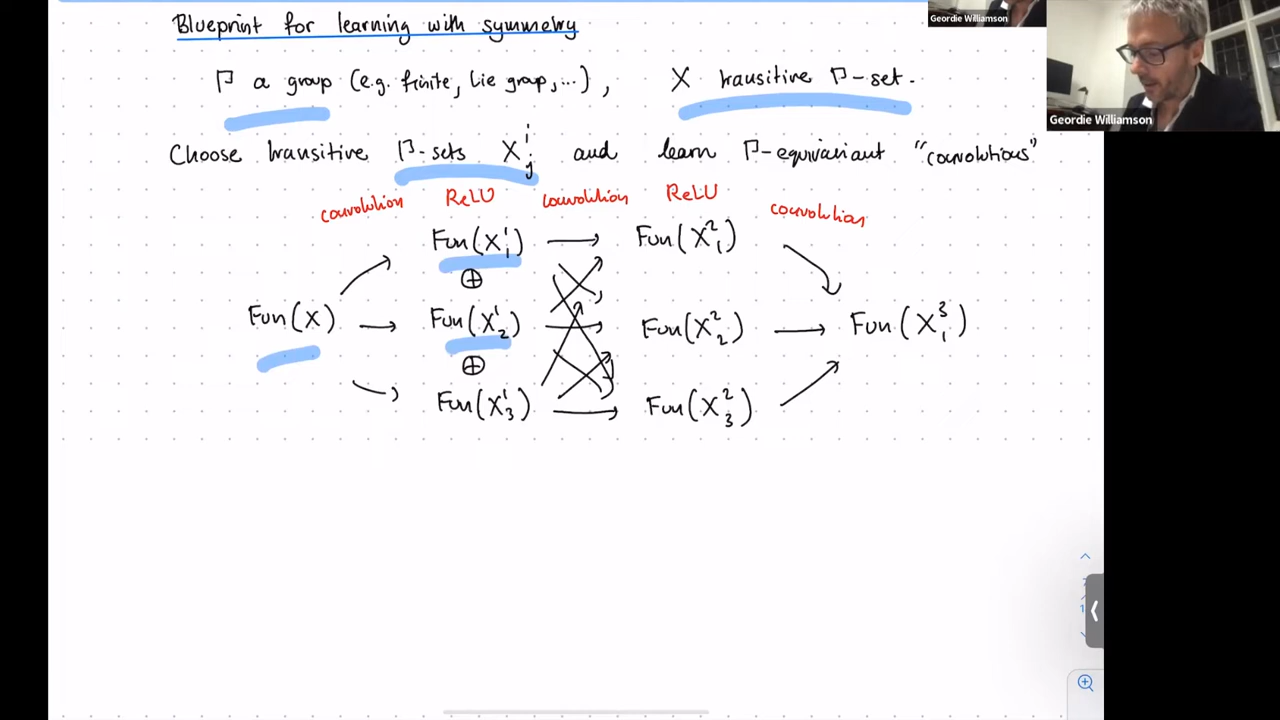 Blueprint for learning with symmetry
Γ a group (e.g. finite, Lie group, ...), X transitive Γ-set.
Choose transitive Γ-sets X^i_j and learn Γ-equivariant "convolutions"
convolution ReLU convolution ReLU convolution
Fun(X^1_1) Fun(X^2_1)
⊕
Fun(X) Fun(X^1_2) Fun(X^2_2) Fun(X^3_1)
⊕
Fun(X^1_3) Fun(X^2_3)
Geordie Williamson
Geordie Williamson